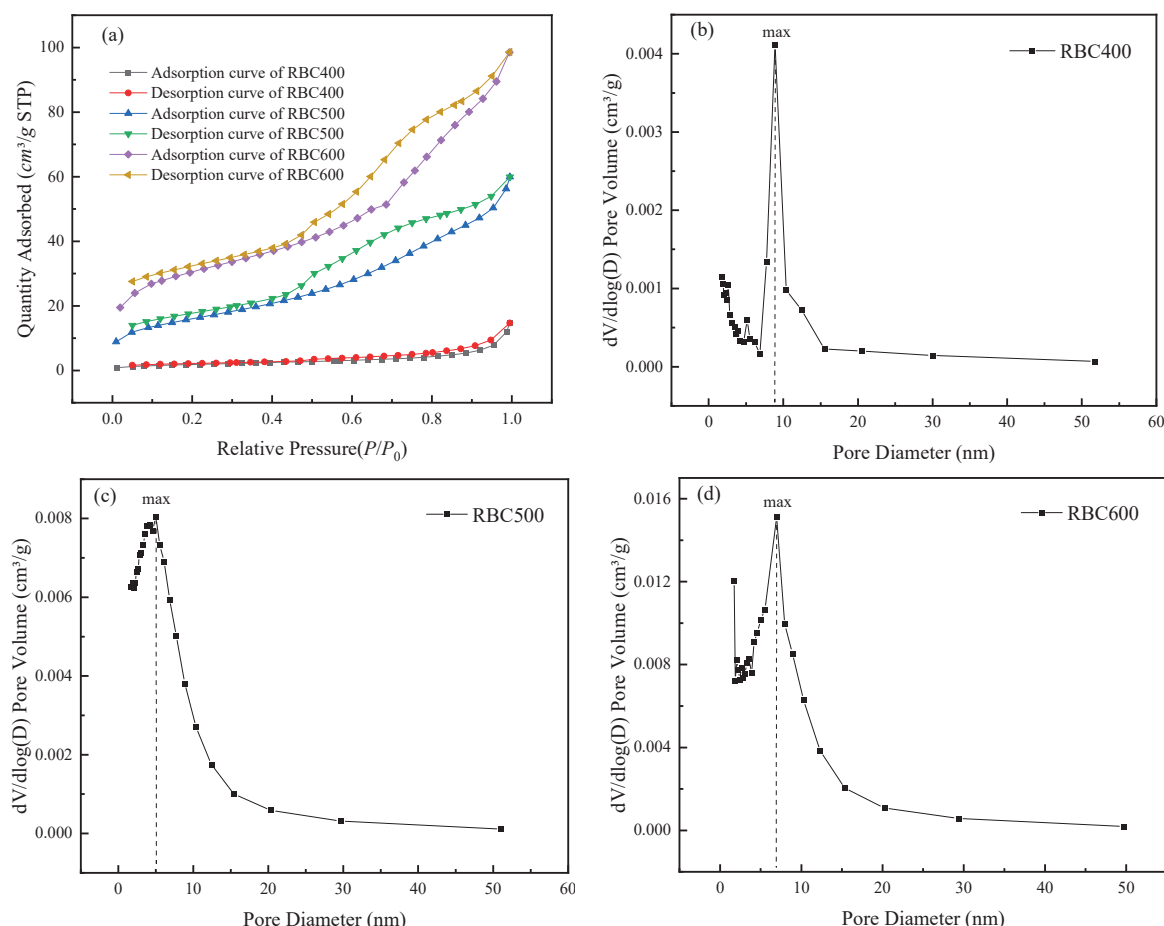 (a)
100
80
60
40
20
0
Quantity Adsorbed (cm³/g STP)
Adsorption curve of RBC400
Desorption curve of RBC400
Adsorption curve of RBC500
Desorption curve of RBC500
Adsorption curve of RBC600
Desorption curve of RBC600
0.0 0.2 0.4 0.6 0.8 1.0
Relative Pressure(P/P₀)
(b)
max
RBC400
0.004
0.003
0.002
0.001
0.000
dV/dlog(D) Pore Volume (cm³/g)
0 10 20 30 40 50 60
Pore Diameter (nm)
(c)
max
RBC500
0.008
0.006
0.004
0.002
0.000
dV/dlog(D) Pore Volume (cm³/g)
0 10 20 30 40 50 60
Pore Diameter (nm)
(d)
max
RBC600
0.016
0.012
0.008
0.004
0.000
dV/dlog(D) Pore Volume (cm³/g)
0 10 20 30 40 50
Pore Diameter (nm)